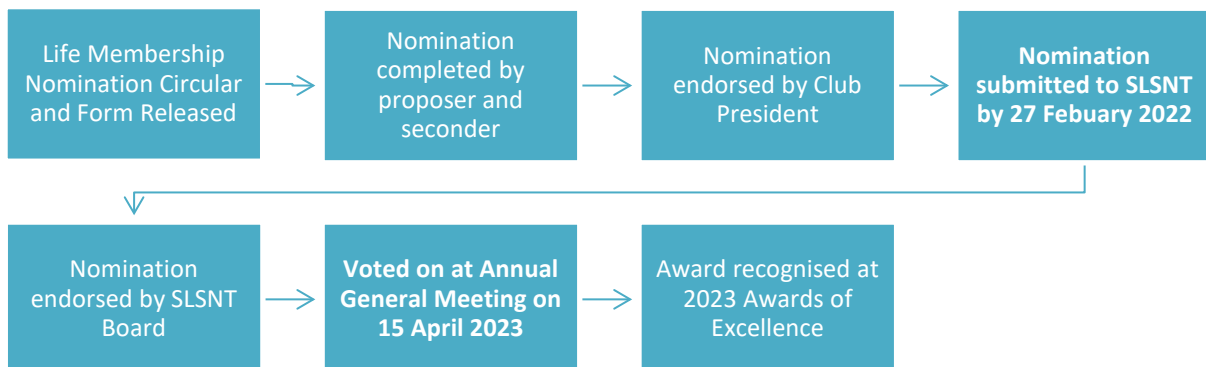 Life Membership
Nomination Circular
and Form Released
Nomination
completed by
proposer and
seconder
Nomination
endorsed by Club
President
Nomination
submitted to SLSNT
by 27 Febuary 2022
Nomination
endorsed by SLSNT
Board
Voted on at Annual
General Meeting on
15 April 2023
Award recognised at
2023 Awards of
Excellence